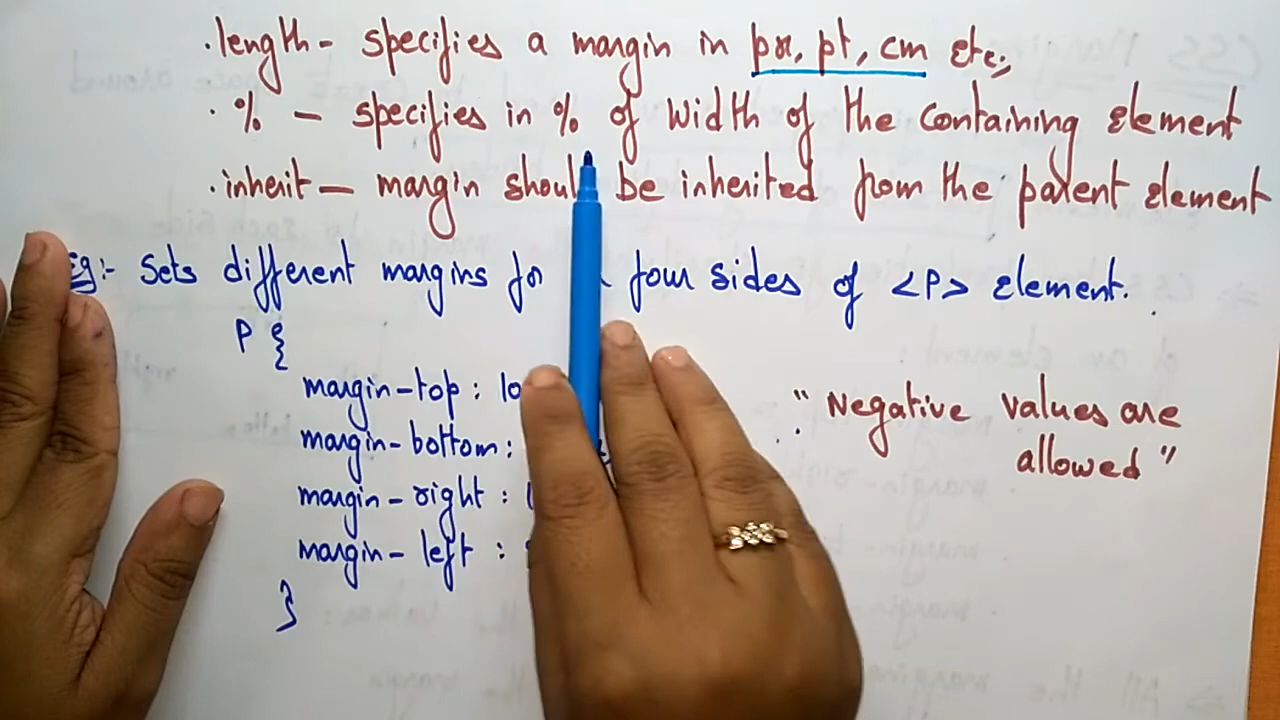 ·length - specifies a margin in px, pt, cm etc.,
·% - specifies in % of width of the containing element
·inherit - margin should be inherited from the parent element
Eg:- Sets different margins for four sides of <P> element.
P {
margin-top : 10
margin-bottom :
margin-right :
margin-left :
}
"Negative values are
allowed"